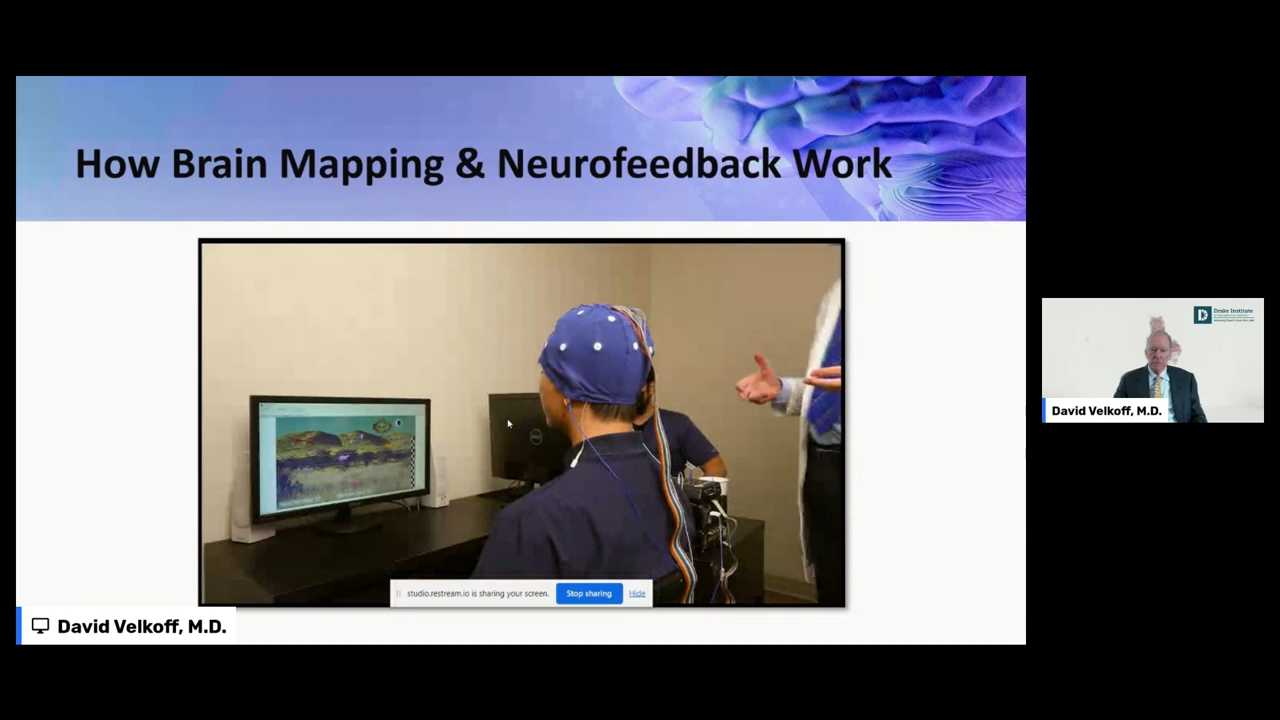 How Brain Mapping & Neurofeedback Work
DELL
studio.restream.io is sharing your screen.
Stop sharing
Hide
David Velkoff, M.D.
Drake Institute
David Velkoff, M.D.